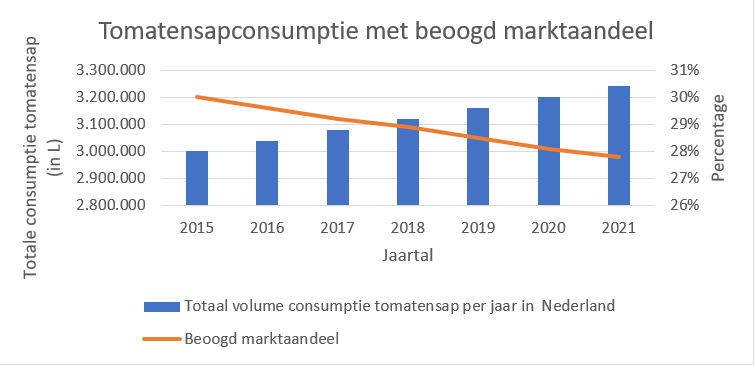 Tomatensapconsumptie met beoogd marktaandeel
Totale consumptie tomatensap
(in L)
3.300.000
3.200.000
3.100.000
3.000.000
2.900.000
2.800.000
31%
30%
29%
28%
27%
26%
Percentage
2015 2016 2017 2018 2019 2020 2021
Jaartal
Totaal volume consumptie tomatensap per jaar in Nederland
Beoogd marktaandeel